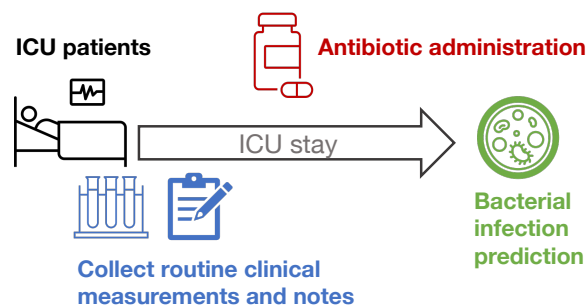 ICU patients
Antibiotic administration
ICU stay
Bacterial
infection
prediction
Collect routine clinical
measurements and notes